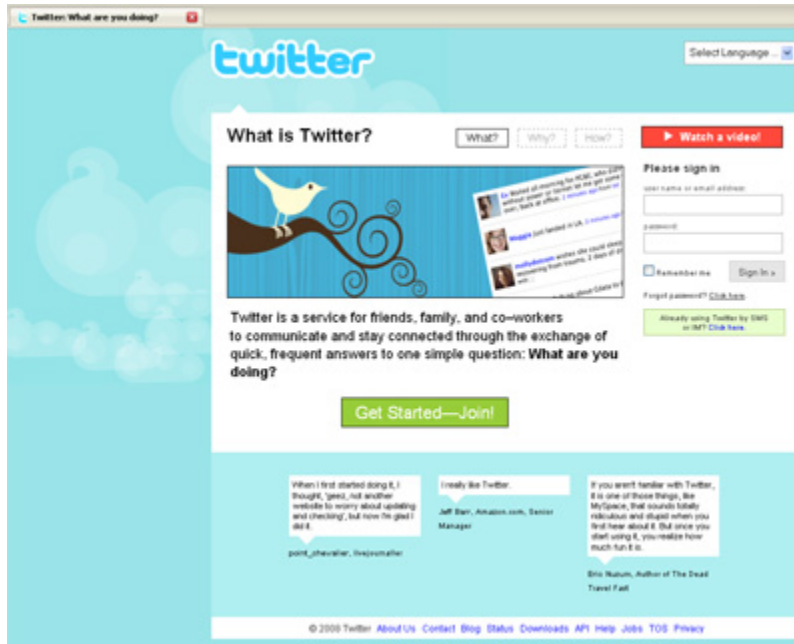 Twitter: What are you doing?
twitter
Select Language ...
What is Twitter?
What?
Why?
How?
Watch a video!
Please sign in
user name or email address:
password:
Remember me
Sign In »
Forgot password? Click here.
Already using Twitter by SMS
or IM? Click here.
Twitter is a service for friends, family, and co–workers
to communicate and stay connected through the exchange of
quick, frequent answers to one simple question: What are you
doing?
Get Started—Join!
When I first started doing it, I
thought, 'geez, not another
website to worry about updating
and checking', but now I'm glad I
did it.
point_chevalier, livejournaller
I really like Twitter.
Jeff Barr, Amazon.com, Senior
Manager
If you aren't familiar with Twitter,
it is one of those things, like
MySpace, that sounds totally
ridiculous and stupid when you
first hear about it. But once you
start using it, you realize how
much fun it is.
Eric Nuzum, Author of The Dead
Travel Fast
© 2008 Twitter About Us Contact Blog Status Downloads API Help Jobs TOS Privacy